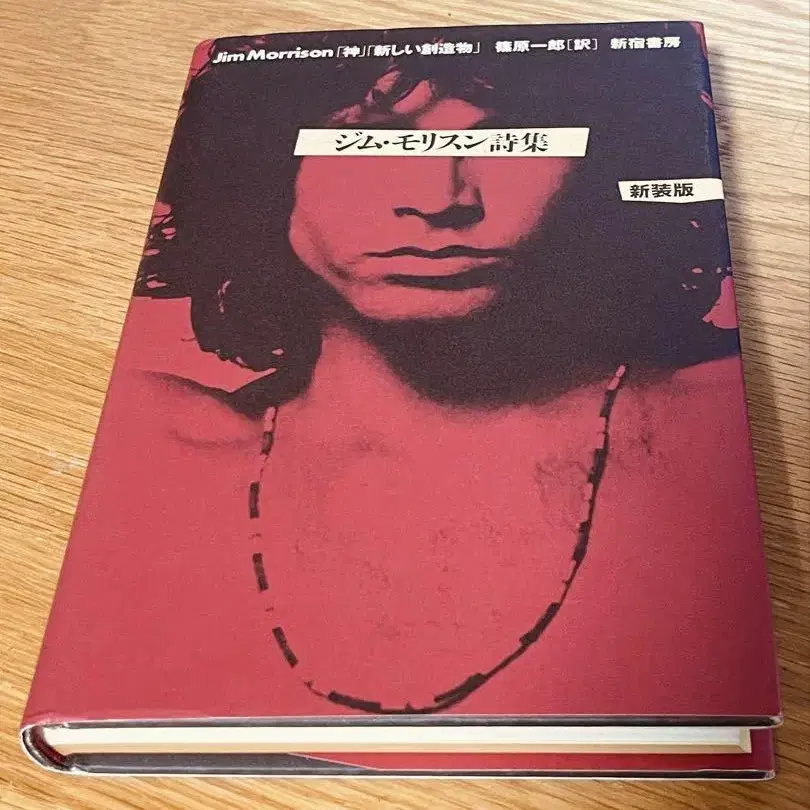 Jim Morrison「神」「新しい創造物」 篠原一郎[訳] 新宿書房
ジム・モリスン詩集
新装版